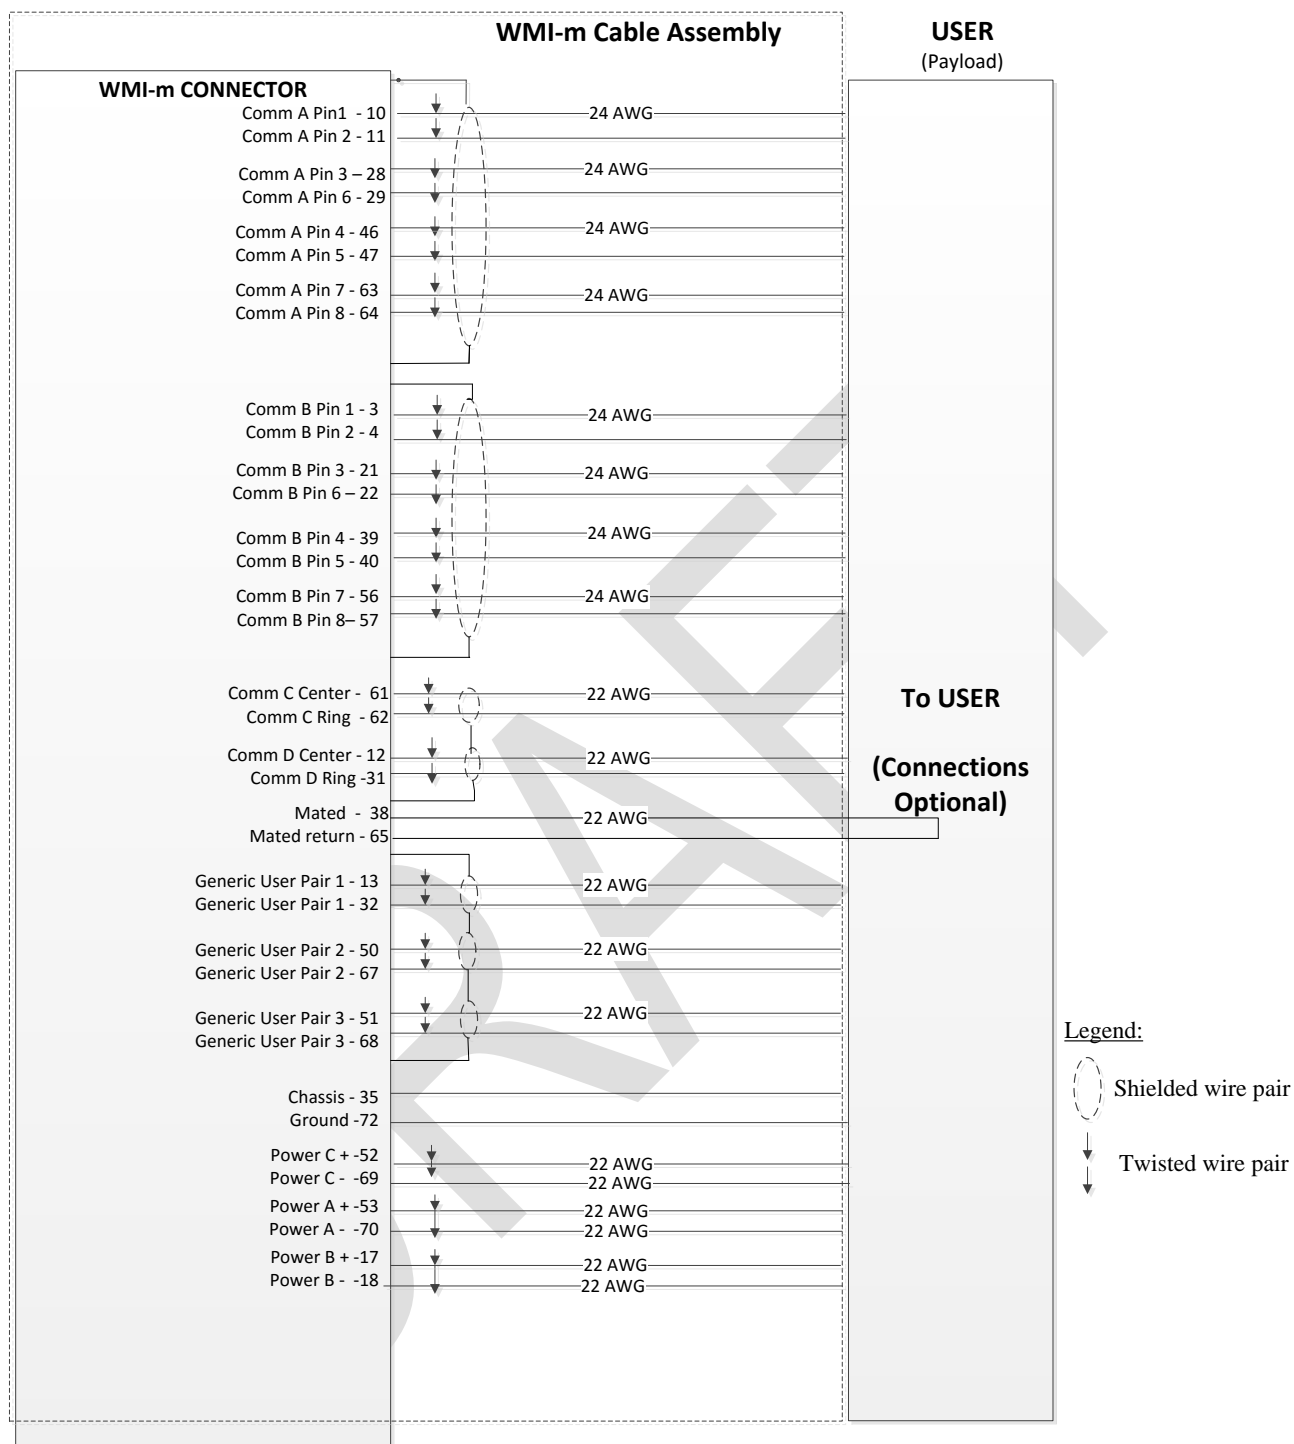 WMI-m Cable Assembly
USER
(Payload)
WMI-m CONNECTOR
Comm A Pin1 - 10
24 AWG
Comm A Pin 2 - 11
Comm A Pin 3 – 28
24 AWG
Comm A Pin 6 - 29
Comm A Pin 4 - 46
24 AWG
Comm A Pin 5 - 47
Comm A Pin 7 - 63
24 AWG
Comm A Pin 8 - 64
Comm B Pin 1 - 3
24 AWG
Comm B Pin 2 - 4
Comm B Pin 3 - 21
24 AWG
Comm B Pin 6 – 22
Comm B Pin 4 - 39
24 AWG
Comm B Pin 5 - 40
Comm B Pin 7 - 56
24 AWG
Comm B Pin 8– 57
Comm C Center - 61
22 AWG
Comm C Ring - 62
To USER
Comm D Center - 12
22 AWG
Comm D Ring -31
(Connections
Optional)
Mated - 38
22 AWG
Mated return - 65
Generic User Pair 1 - 13
22 AWG
Generic User Pair 1 - 32
Generic User Pair 2 - 50
22 AWG
Generic User Pair 2 - 67
Generic User Pair 3 - 51
22 AWG
Generic User Pair 3 - 68
Legend:
Chassis - 35
Shielded wire pair
Ground -72
Power C + -52
22 AWG
Twisted wire pair
Power C - -69
22 AWG
Power A + -53
22 AWG
Power A - -70
22 AWG
Power B + -17
22 AWG
Power B - -18
22 AWG
DRAFT